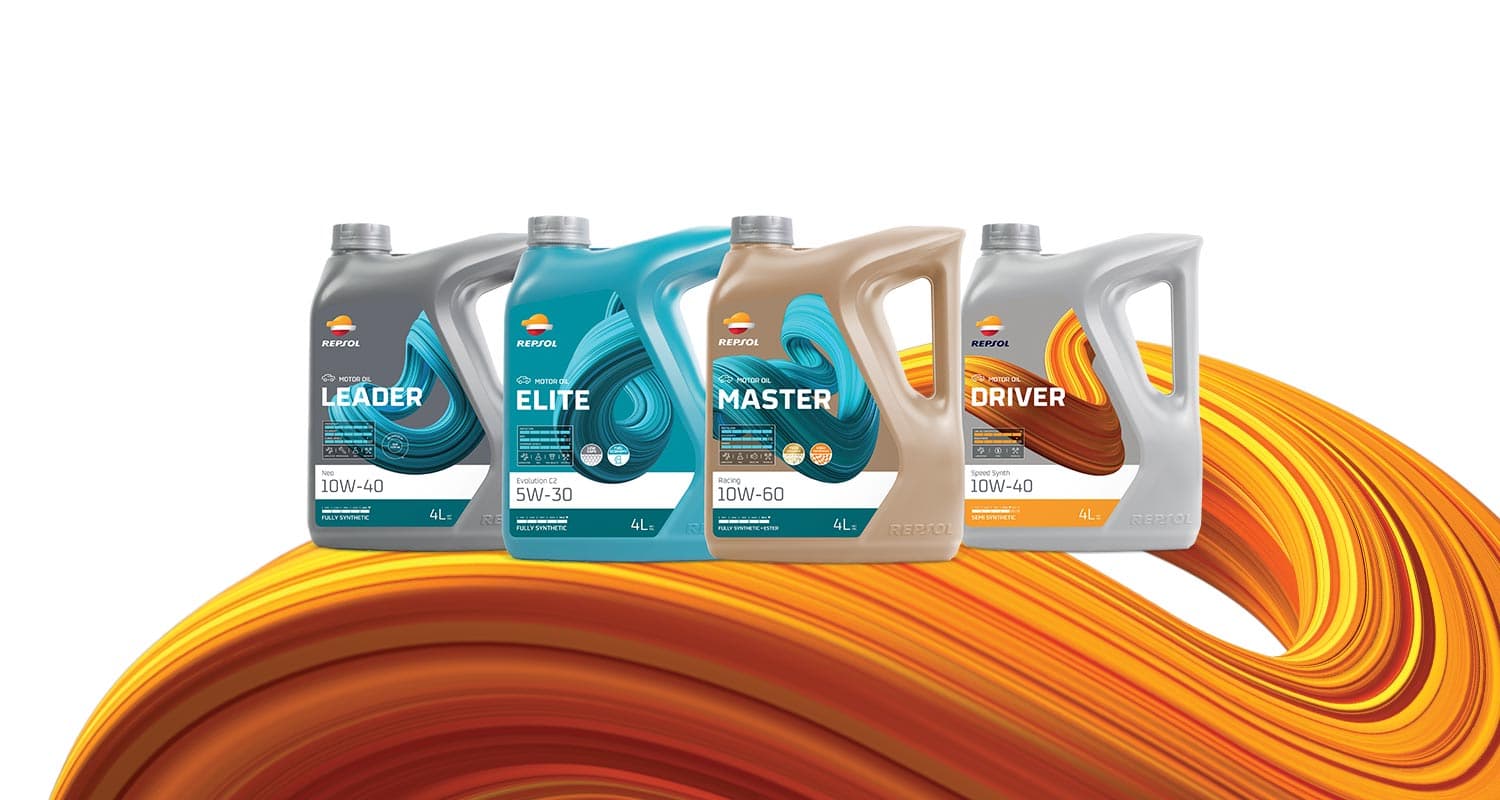 REPSOL
MOTOR OIL
LEADER
Neo
10W-40
FULLY SYNTHETIC
4L
REPSOL
MOTOR OIL
ELITE
Evolution C2
5W-30
FULLY SYNTHETIC
4L
REPSOL
MOTOR OIL
MASTER
Racing
10W-60
FULLY SYNTHETIC+ESTER
4L
REPSOL
REPSOL
MOTOR OIL
DRIVER
Speed Synth
10W-40
SEMI SYNTHETIC
4L
REPSOL